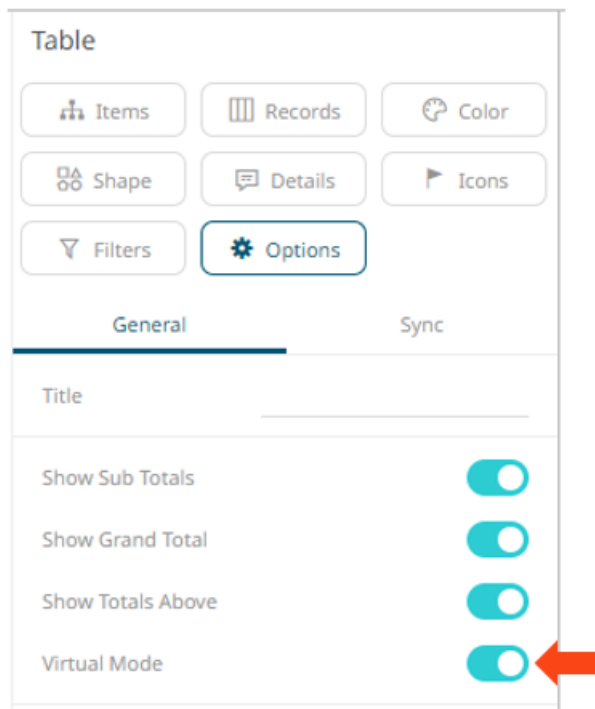 Table
Items Records Color
Shape Details Icons
Filters Options
General Sync
Title
Show Sub Totals
Show Grand Total
Show Totals Above
Virtual Mode